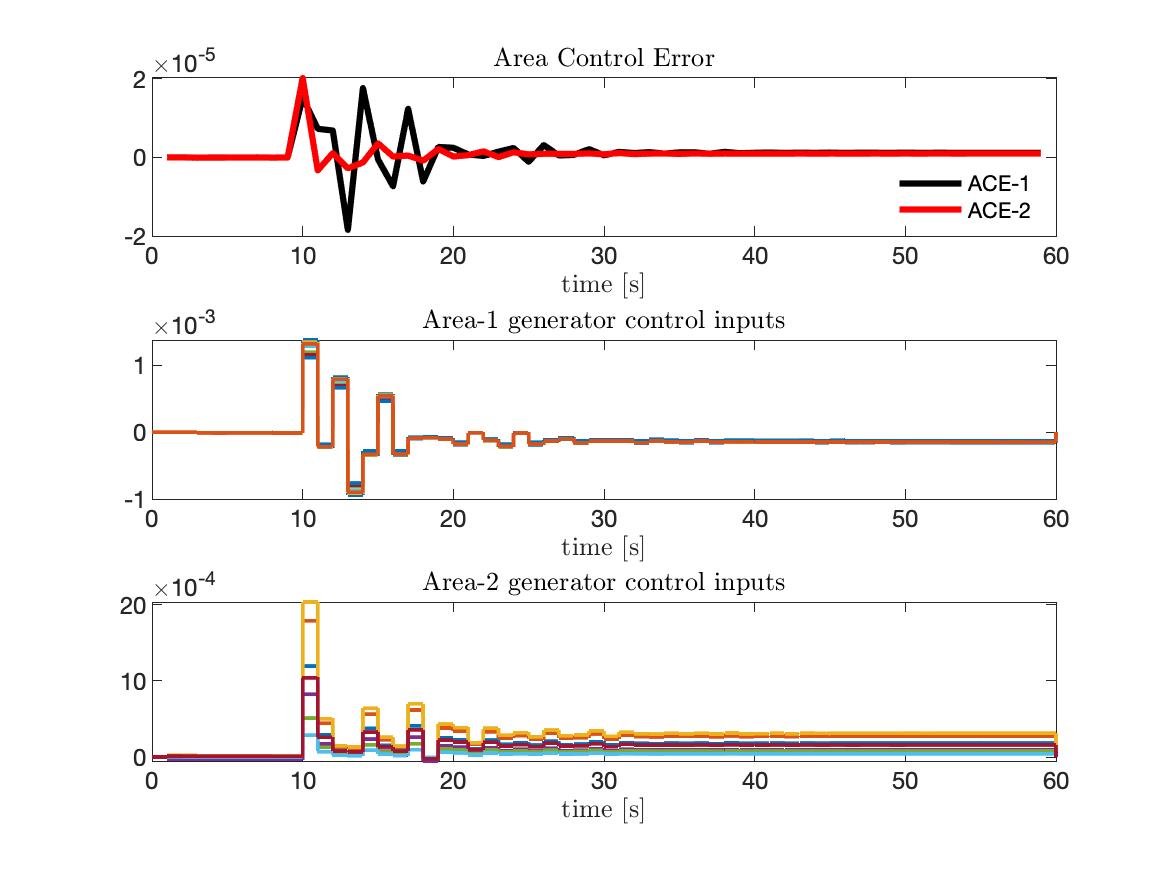 ×10-5
Area Control Error
2
0
-2
ACE-1
ACE-2
0 10 20 30 40 50 60
time [s]
×10-3
Area-1 generator control inputs
1
0
-1
0 10 20 30 40 50 60
time [s]
×10-4
Area-2 generator control inputs
20
10
0
0 10 20 30 40 50 60
time [s]